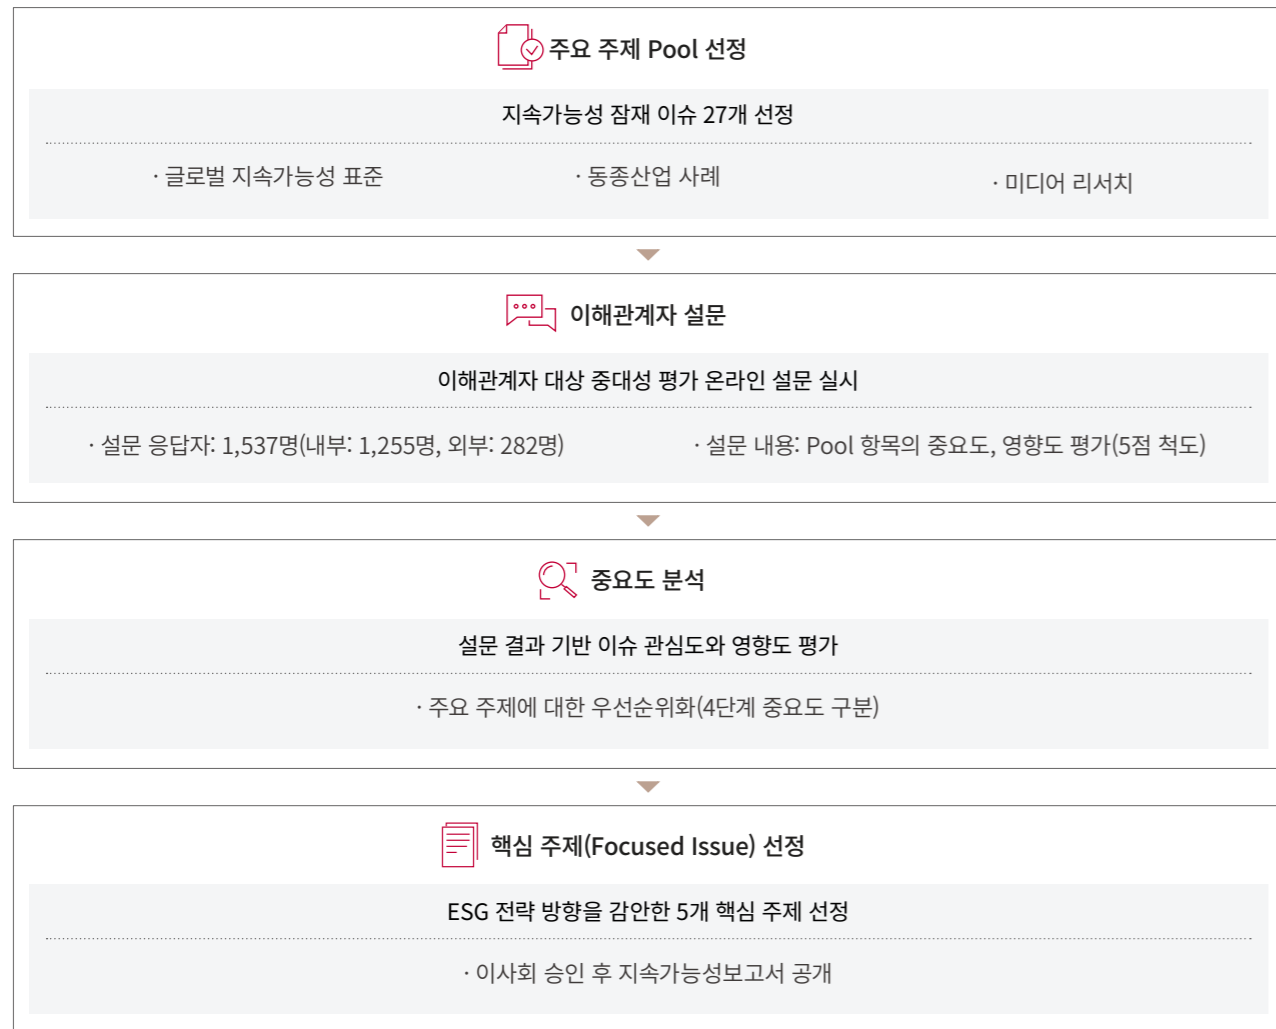 주요 주제 Pool 선정
지속가능성 잠재 이슈 27개 선정
· 글로벌 지속가능성 표준 · 동종산업 사례 · 미디어 리서치
이해관계자 설문
이해관계자 대상 중대성 평가 온라인 설문 실시
· 설문 응답자: 1,537명(내부: 1,255명, 외부: 282명) · 설문 내용: Pool 항목의 중요도, 영향도 평가(5점 척도)
중요도 분석
설문 결과 기반 이슈 관심도와 영향도 평가
· 주요 주제에 대한 우선순위화(4단계 중요도 구분)
핵심 주제(Focused Issue) 선정
ESG 전략 방향을 감안한 5개 핵심 주제 선정
· 이사회 승인 후 지속가능성보고서 공개